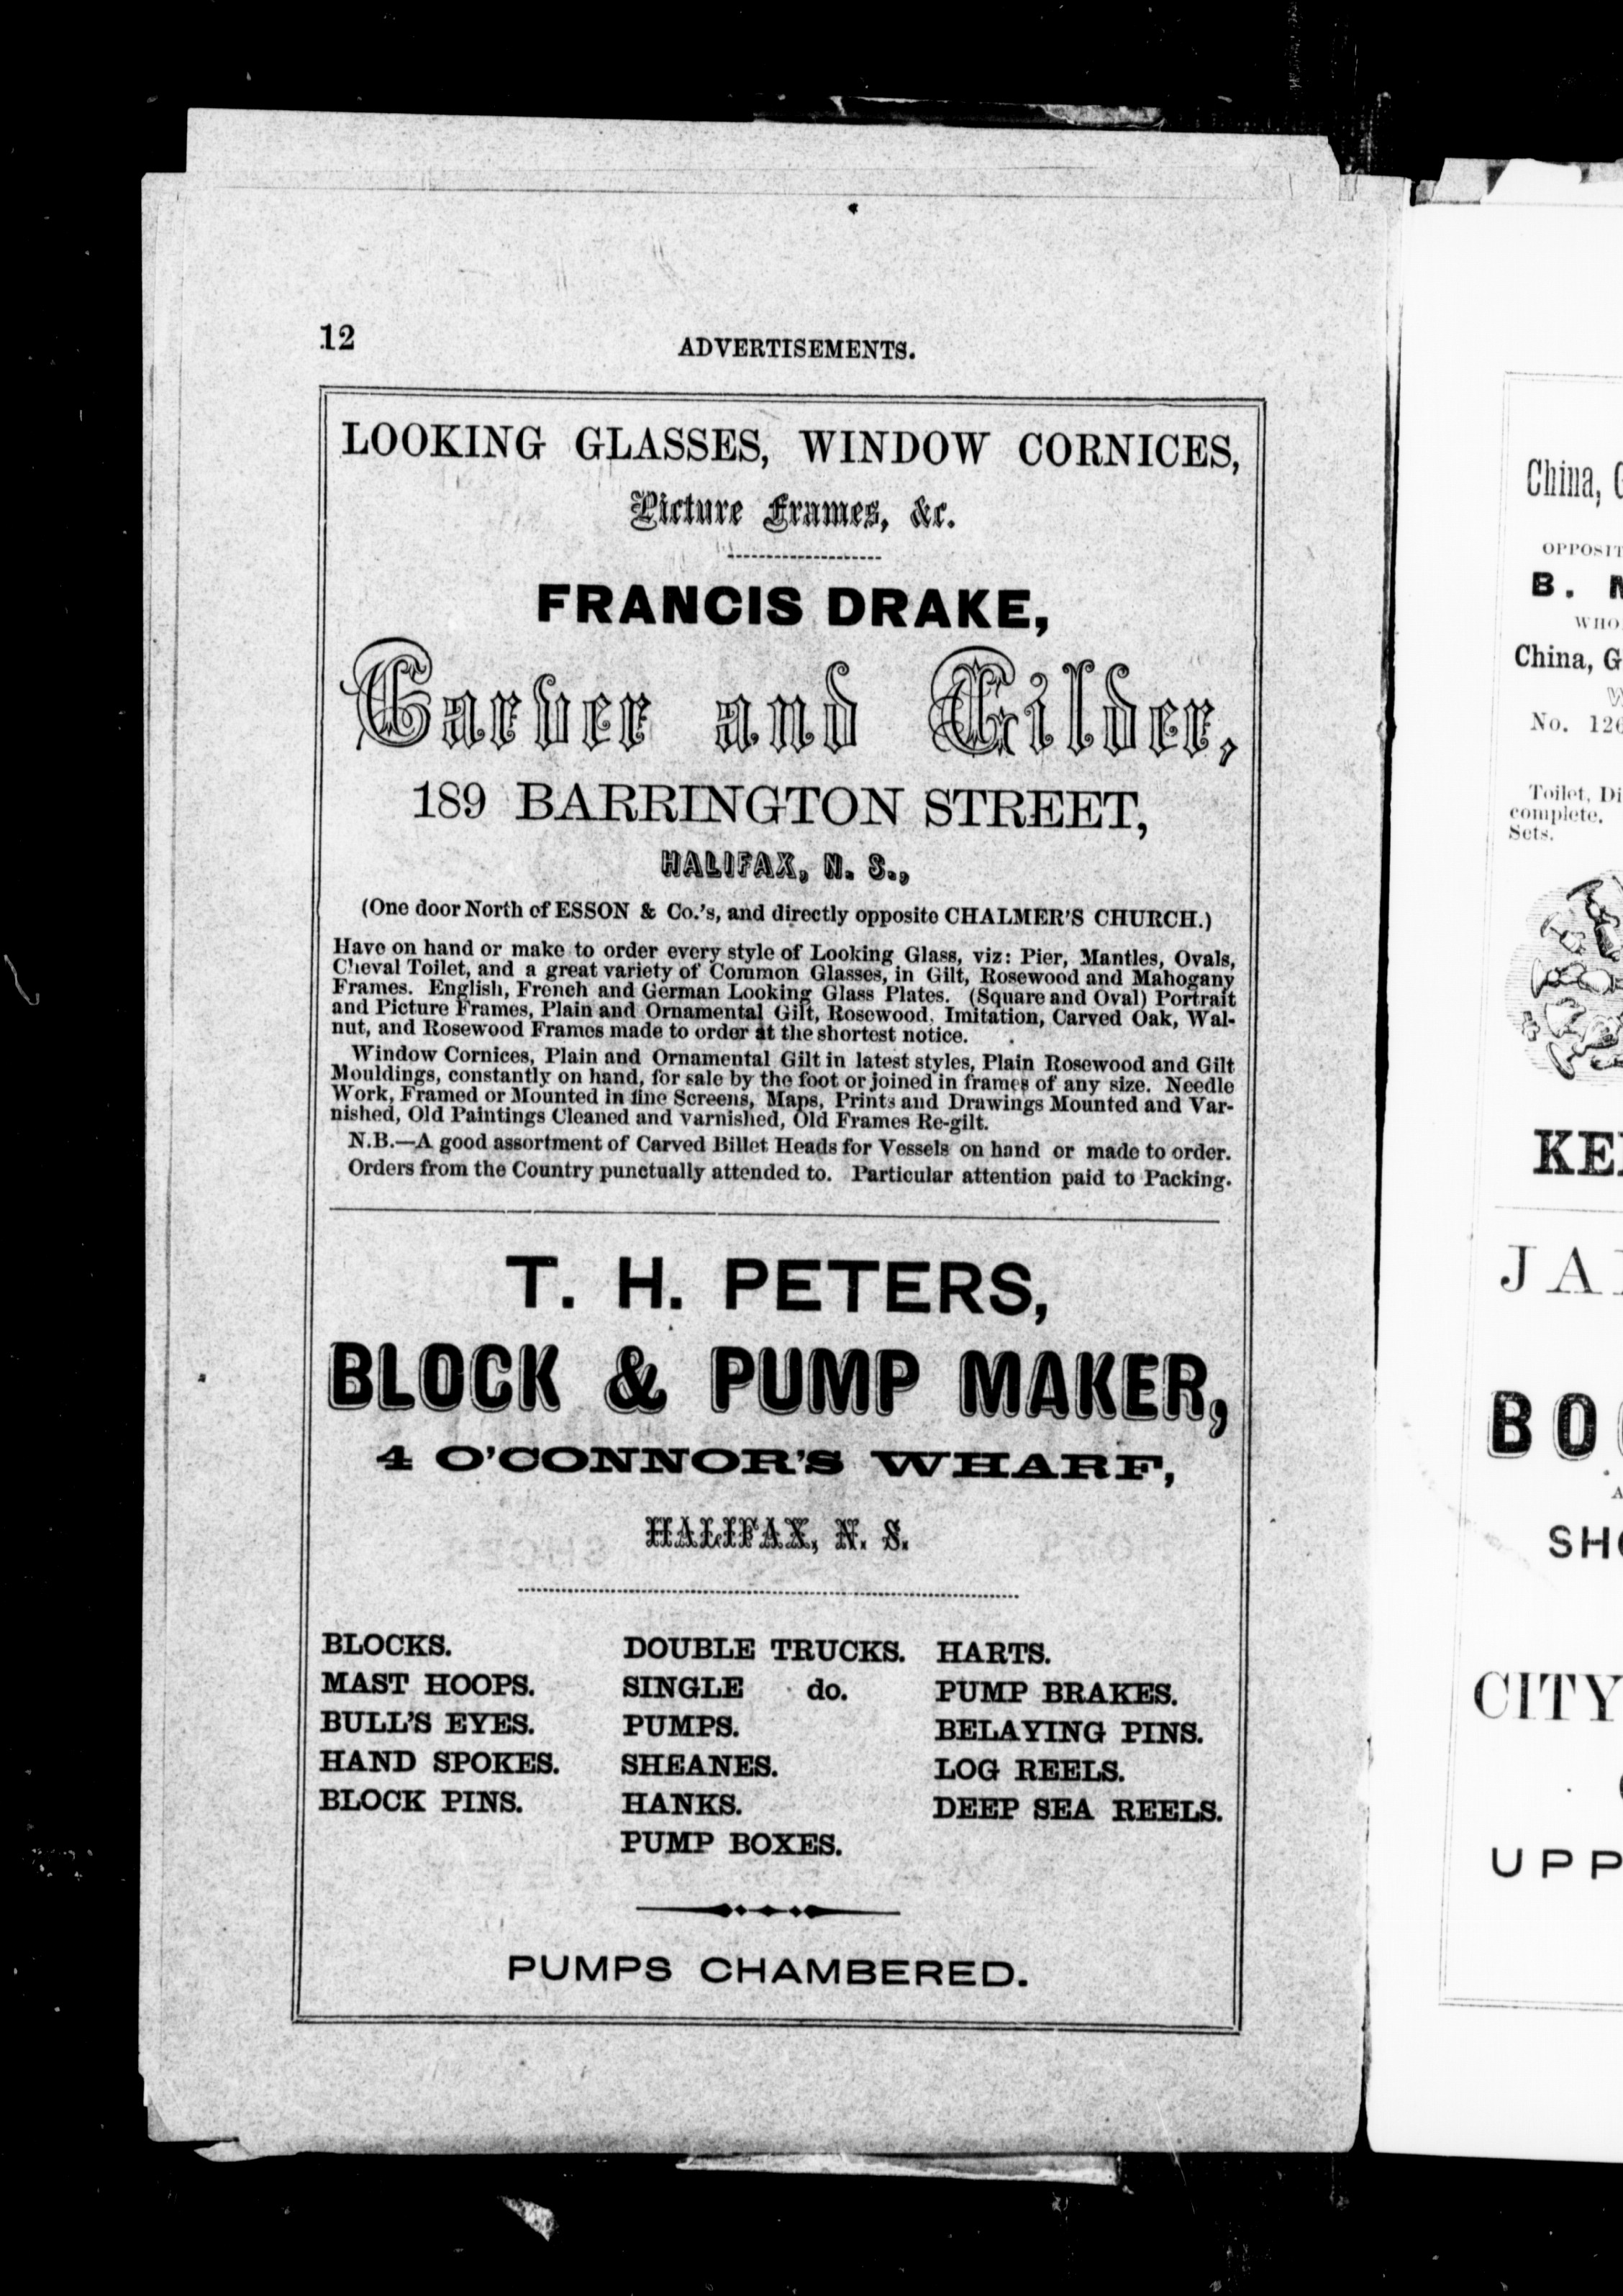 12
ADVERTISEMENTS.
LOOKING GLASSES, WINDOW CORNICES,
Picture Frames, &c.
FRANCIS DRAKE,
Carver and Gilder,
189 BARRINGTON STREET,
HALIFAX, N. S.,
(One door North of ESSON & Co.'s, and directly opposite CHALMER'S CHURCH.)
Have on hand or make to order every style of Looking Glass, viz: Pier, Mantles, Ovals,
Cheval Toilet, and a great variety of Common Glasses, in Gilt, Rosewood and Mahogany
Frames. English, French and German Looking Glass Plates. (Square and Oval) Portrait
and Picture Frames, Plain and Ornamental Gilt, Rosewood, Imitation, Carved Oak, Wal-
nut, and Rosewood Frames made to order at the shortest notice.
Window Cornices, Plain and Ornamental Gilt in latest styles, Plain Rosewood and Gilt
Mouldings, constantly on hand, for sale by the foot or joined in frames of any size. Needle
Work, Framed or Mounted in fine Screens, Maps, Prints and Drawings Mounted and Var-
nished, Old Paintings Cleaned and Varnished, Old Frames Re-gilt.
N.B.—A good assortment of Carved Billet Heads for Vessels on hand or made to order.
Orders from the Country punctually attended to. Particular attention paid to Packing.
T. H. PETERS,
BLOCK & PUMP MAKER,
4 O'CONNOR'S WHARF,
HALIFAX, N. S.
BLOCKS.
MAST HOOPS.
BULL'S EYES.
HAND SPOKES.
BLOCK PINS.
DOUBLE TRUCKS.
SINGLE do.
PUMPS.
SHEANES.
HANKS.
PUMP BOXES.
HARTS.
PUMP BRAKES.
BELAYING PINS.
LOG REELS.
DEEP SEA REELS.
PUMPS CHAMBERED.
China,
B.
China, G
No. 126
Toilet, Di
complete.
Sets.